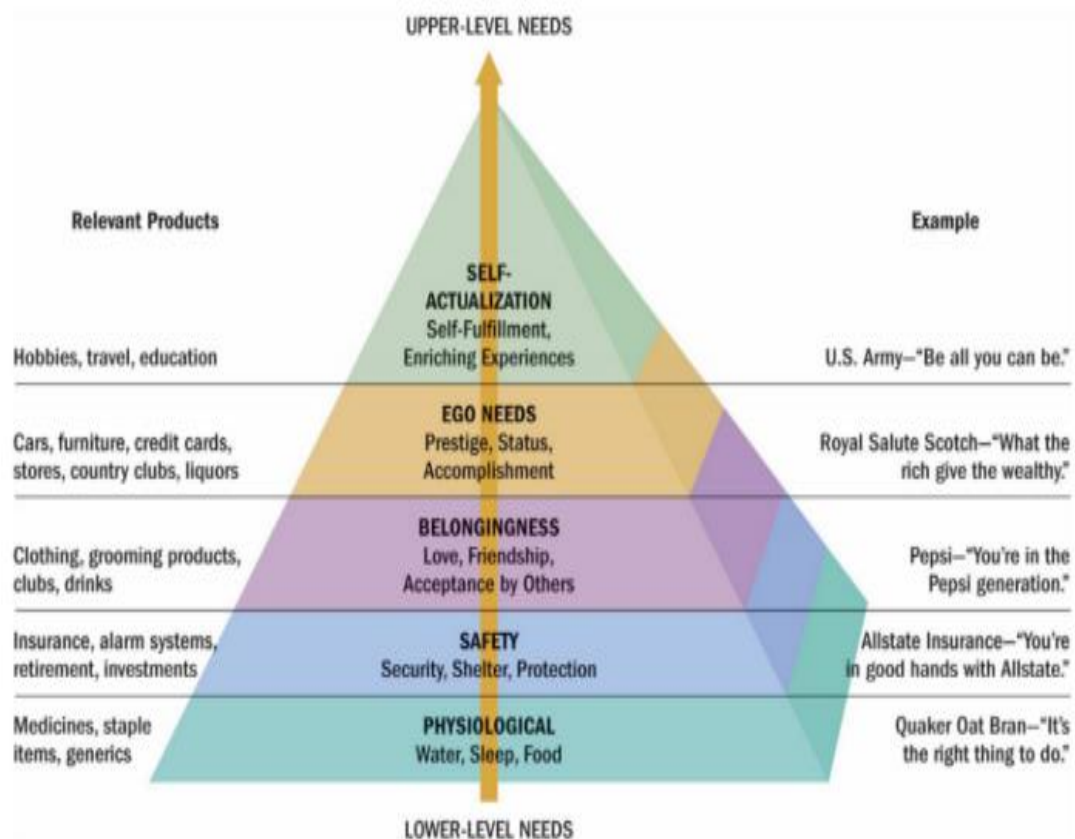 UPPER-LEVEL NEEDS
Relevant Products
Example
SELF-
ACTUALIZATION
Self-Fulfillment,
Enriching Experiences
Hobbies, travel, education
U.S. Army—“Be all you can be.”
EGO NEEDS
Prestige, Status,
Accomplishment
Cars, furniture, credit cards,
stores, country clubs, liquors
Royal Salute Scotch—“What the
rich give the wealthy.”
BELONGINGNESS
Love, Friendship,
Acceptance by Others
Clothing, grooming products,
clubs, drinks
Pepsi—“You’re in the
Pepsi generation.”
SAFETY
Security, Shelter, Protection
Insurance, alarm systems,
retirement, investments
Allstate Insurance—“You’re
in good hands with Allstate.”
PHYSIOLOGICAL
Water, Sleep, Food
Medicines, staple
items, generics
Quaker Oat Bran—“It’s
the right thing to do.”
LOWER-LEVEL NEEDS